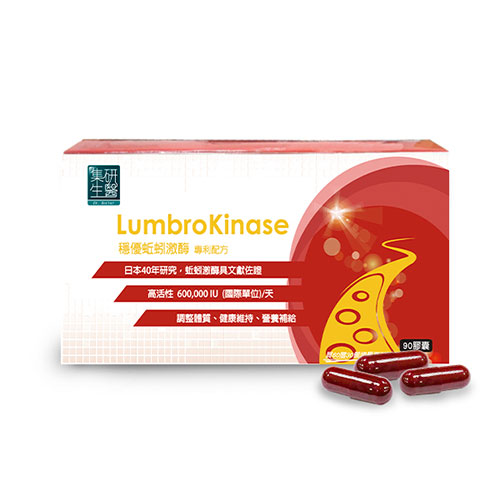 集研
生醫
LumbroKinase
穩優蚯蚓激酶 專利配方
日本40年研究，蚯蚓激酶具文獻佐證
高活性 600,000 IU (國際單位)/天
調整體質、健康維持、營養補給
90膠囊